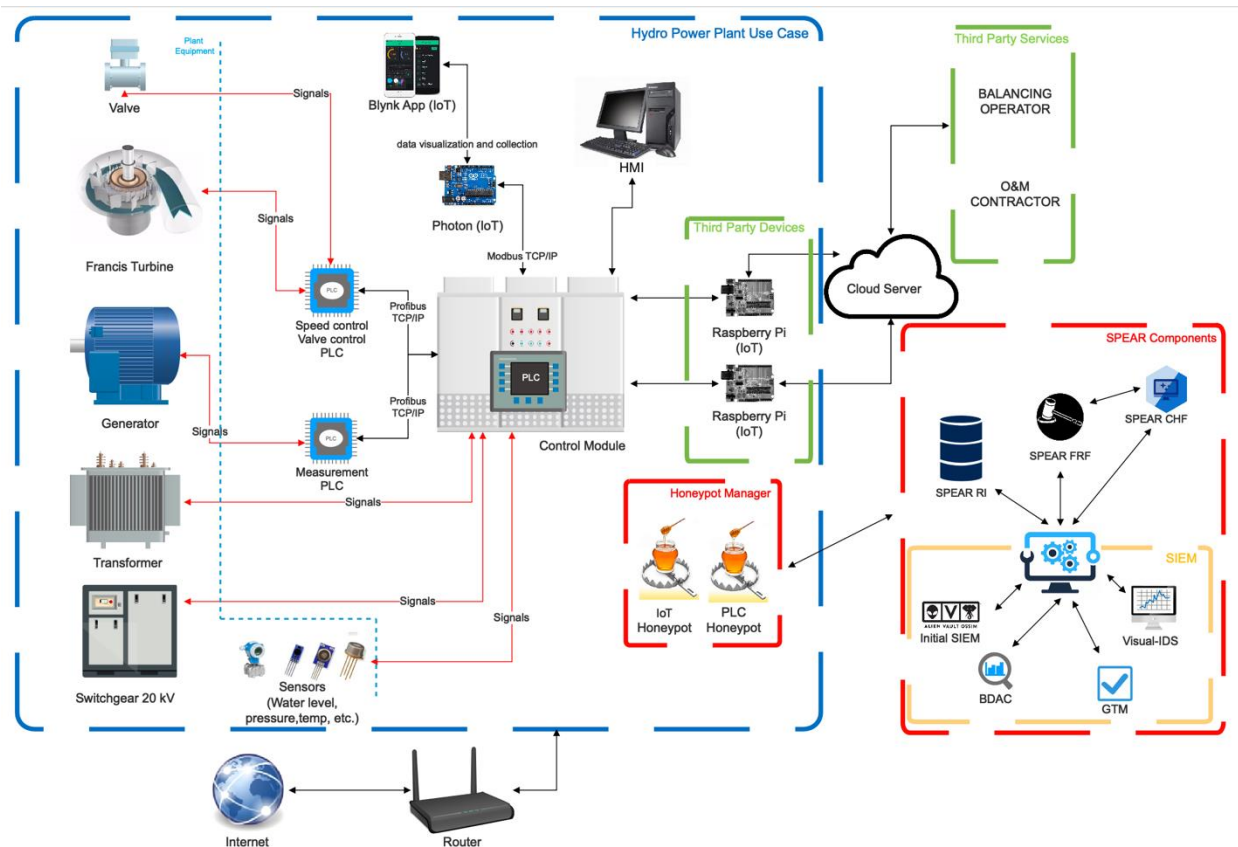 Plant
Equipment
Hydro Power Plant Use Case
Third Party Services
Valve
Signals
Blynk App (IoT)
BALANCING
OPERATOR
data visualization and collection
HMI
O&M
CONTRACTOR
Signals
Photon (IoT)
Third Party Devices
Francis Turbine
Modbus TCP/IP
PLC
Profibus
TCP/IP
Speed control
Valve control
PLC
Raspberry Pi
(IoT)
Cloud Server
SPEAR Components
PLC
Generator
Signals
Profibus
TCP/IP
PLC
Measurement
PLC
Control Module
Raspberry Pi
(IoT)
SPEAR CHF
SPEAR FRF
SPEAR RI
Signals
Honeypot Manager
Transformer
SIEM
Signals
Signals
IoT
Honeypot
PLC
Honeypot
ALIEN VAULT OSSIM
Initial SIEM
Visual-IDS
BDAC
GTM
Switchgear 20 kV
Sensors
(Water level,
pressure,temp, etc.)
Internet
Router